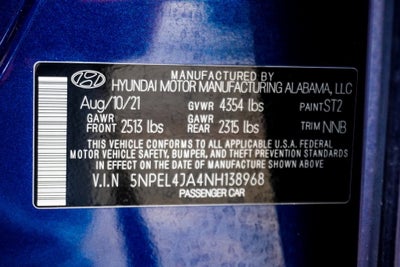 MANUFACTURED BY
HYUNDAI MOTOR MANUFACTURING ALABAMA, LLC
Aug/10/21 GVWR 4354 lbs PAINT ST2
GAWR FRONT 2513 lbs GAWR REAR 2315 lbs TRIM NNB
THIS VEHICLE CONFORMS TO ALL APPLICABLE U.S.A. FEDERAL
MOTOR VEHICLE SAFETY, BUMPER, AND THEFT PREVENTION STANDARDS
IN EFFECT ON THE DATE OF MANUFACTURE SHOWN ABOVE.
V.I.N 5NPEL4JA4NH138968
PASSENGER CAR